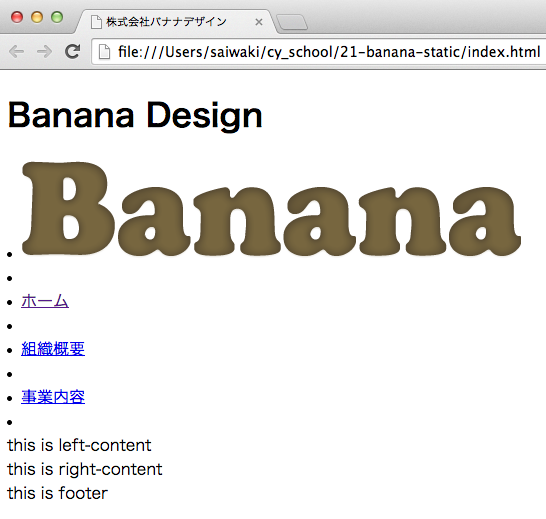 株式会社バナナデザイン
file:///Users/saiwaki/cy_school/21-banana-static/index.html
Banana Design
Banana
ホーム
組織概要
事業内容
this is left-content
this is right-content
this is footer